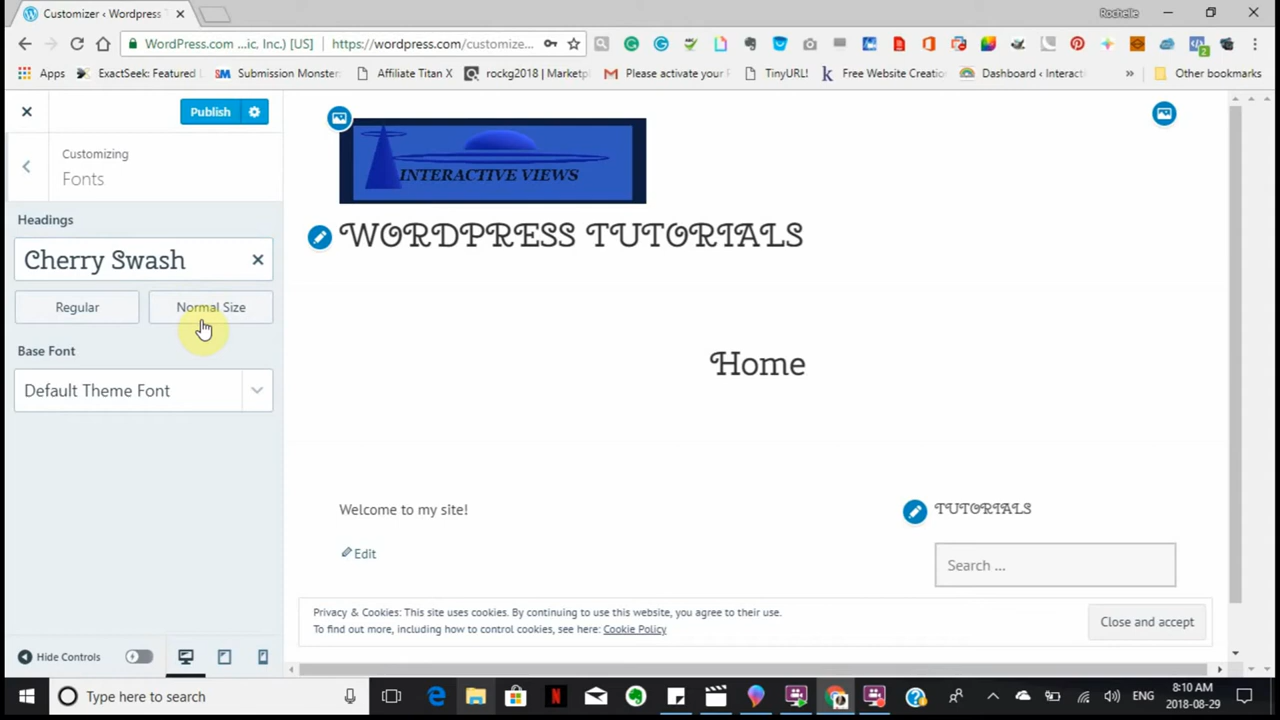 Customizer ‹ Wordpress T
Rochelle
WordPress.com ...ic. Inc.) [US]
https://wordpress.com/customize...
2
Apps
ExactSeek: Featured L
Submission Monster:
Affiliate Titan X
rockg2018 | Marketpl
Please activate your F
TinyURL!
Free Website Creatio
Dashboard ‹ Interacti
»
Other bookmarks
Publish
Customizing
Fonts
Headings
Cherry Swash
Regular
Normal Size
Base Font
Default Theme Font
Hide Controls
INTERACTIVE VIEWS
WORDPRESS TUTORIALS
Home
Welcome to my site!
Edit
TUTORIALS
Search ...
Privacy & Cookies: This site uses cookies. By continuing to use this website, you agree to their use.
To find out more, including how to control cookies, see here: Cookie Policy
Close and accept
Type here to search
ENG
8:10 AM
2018-08-29